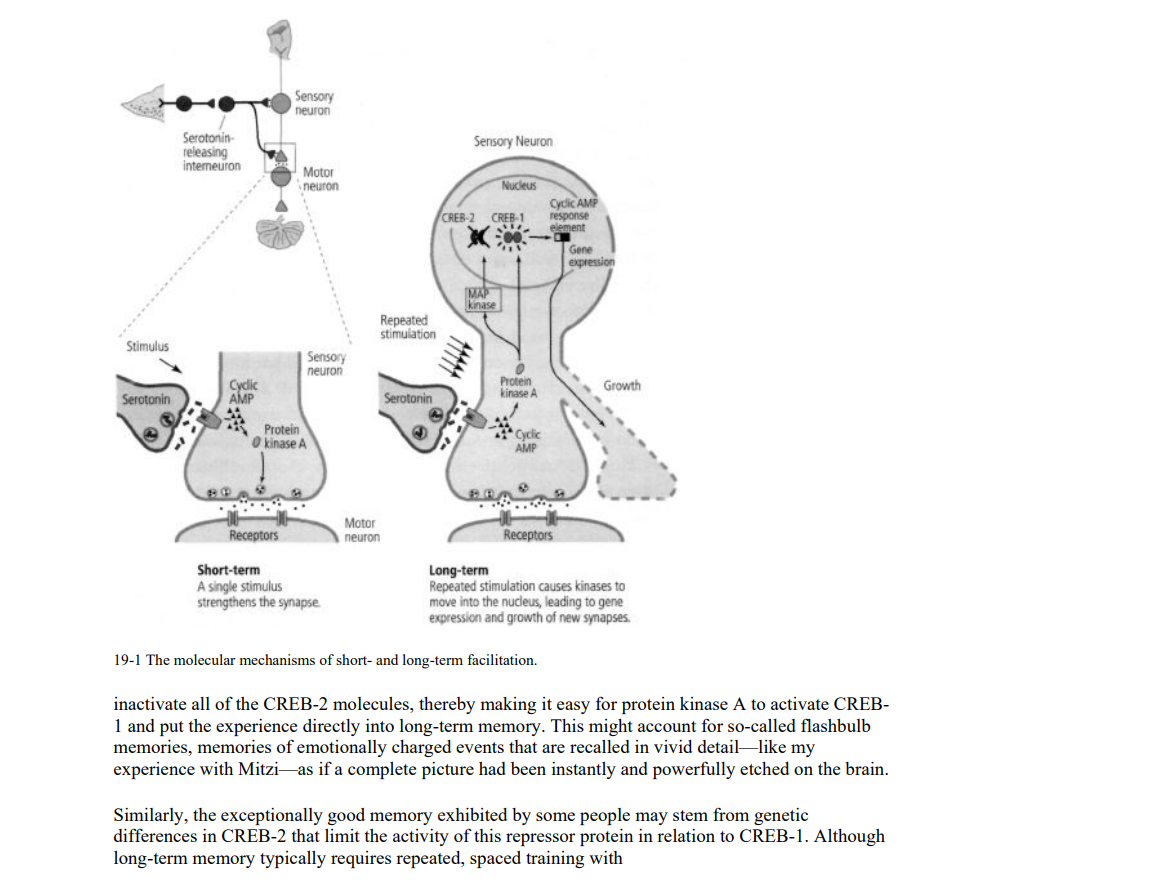 Sensory
neuron
Serotonin-
releasing
interneuron
Motor
neuron
Stimulus
Serotonin
Cyclic
AMP
Sensory
neuron
Protein
kinase A
Receptors
Motor
neuron
Short-term
A single stimulus
strengthens the synapse.
Sensory Neuron
Nucleus
CREB-2
CREB-1
Cyclic AMP
response
element
Gene
expression
MAP
kinase
Repeated
stimulation
Serotonin
Protein
kinase A
Cyclic
AMP
Growth
Receptors
Long-term
Repeated stimulation causes kinases to
move into the nucleus, leading to gene
expression and growth of new synapses.
19-1 The molecular mechanisms of short- and long-term facilitation.
inactivate all of the CREB-2 molecules, thereby making it easy for protein kinase A to activate CREB-
1 and put the experience directly into long-term memory. This might account for so-called flashbulb
memories, memories of emotionally charged events that are recalled in vivid detail—like my
experience with Mitzi—as if a complete picture had been instantly and powerfully etched on the brain.
Similarly, the exceptionally good memory exhibited by some people may stem from genetic
differences in CREB-2 that limit the activity of this repressor protein in relation to CREB-1. Although
long-term memory typically requires repeated, spaced training with